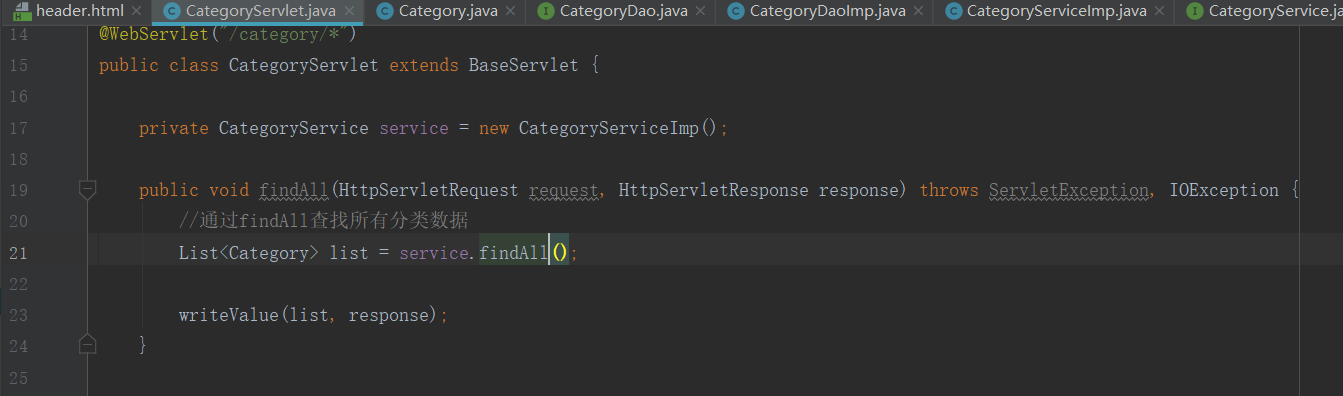 header.html × CategoryServlet.java × Category.java × CategoryDao.java × CategoryDaoImp.java × CategoryServiceImp.java × CategoryService.ja
14 @WebServlet("/category/*")
15 public class CategoryServlet extends BaseServlet {
16
17 private CategoryService service = new CategoryServiceImp();
18
19 public void findAll(HttpServletRequest request, HttpServletResponse response) throws ServletException, IOException {
20 //通过findAll查找所有分类数据
21 List<Category> list = service.findAll();
22
23 writeValue(list, response);
24 }
25